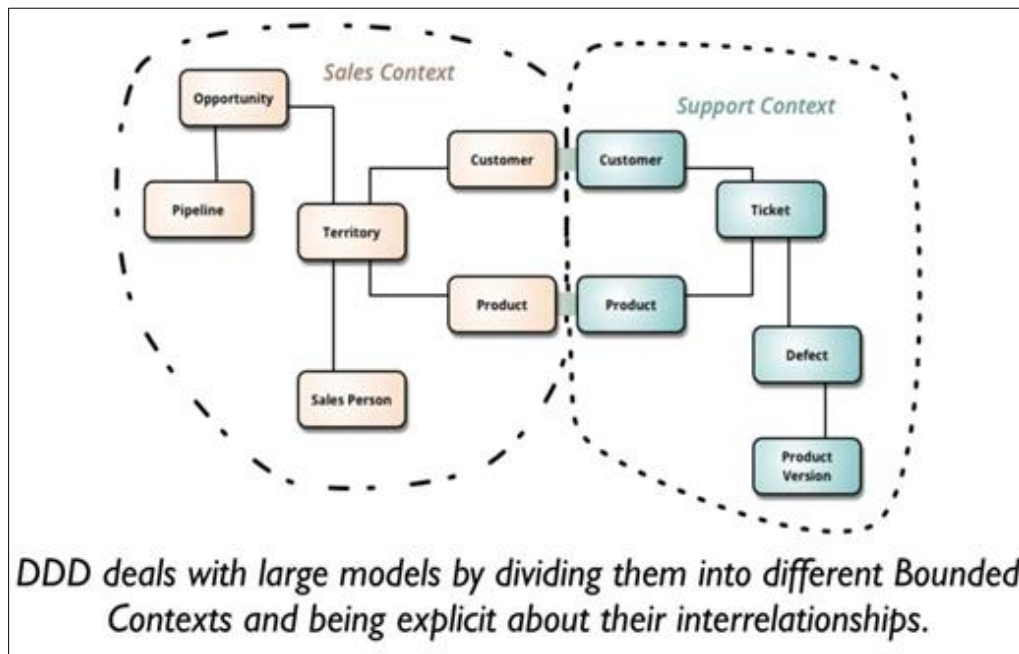 Sales Context
Support Context
Opportunity
Customer
Customer
Pipeline
Territory
Ticket
Product
Product
Defect
Sales Person
Product
Version
DDD deals with large models by dividing them into different Bounded
Contexts and being explicit about their interrelationships.